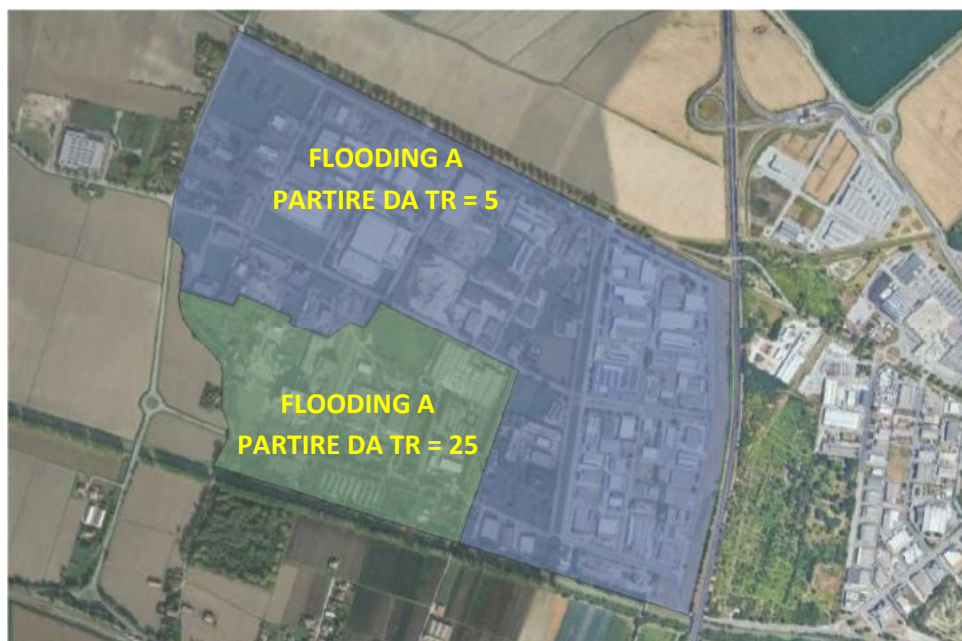 FLOODING A
PARTIRE DA TR = 5
FLOODING A
PARTIRE DA TR = 25